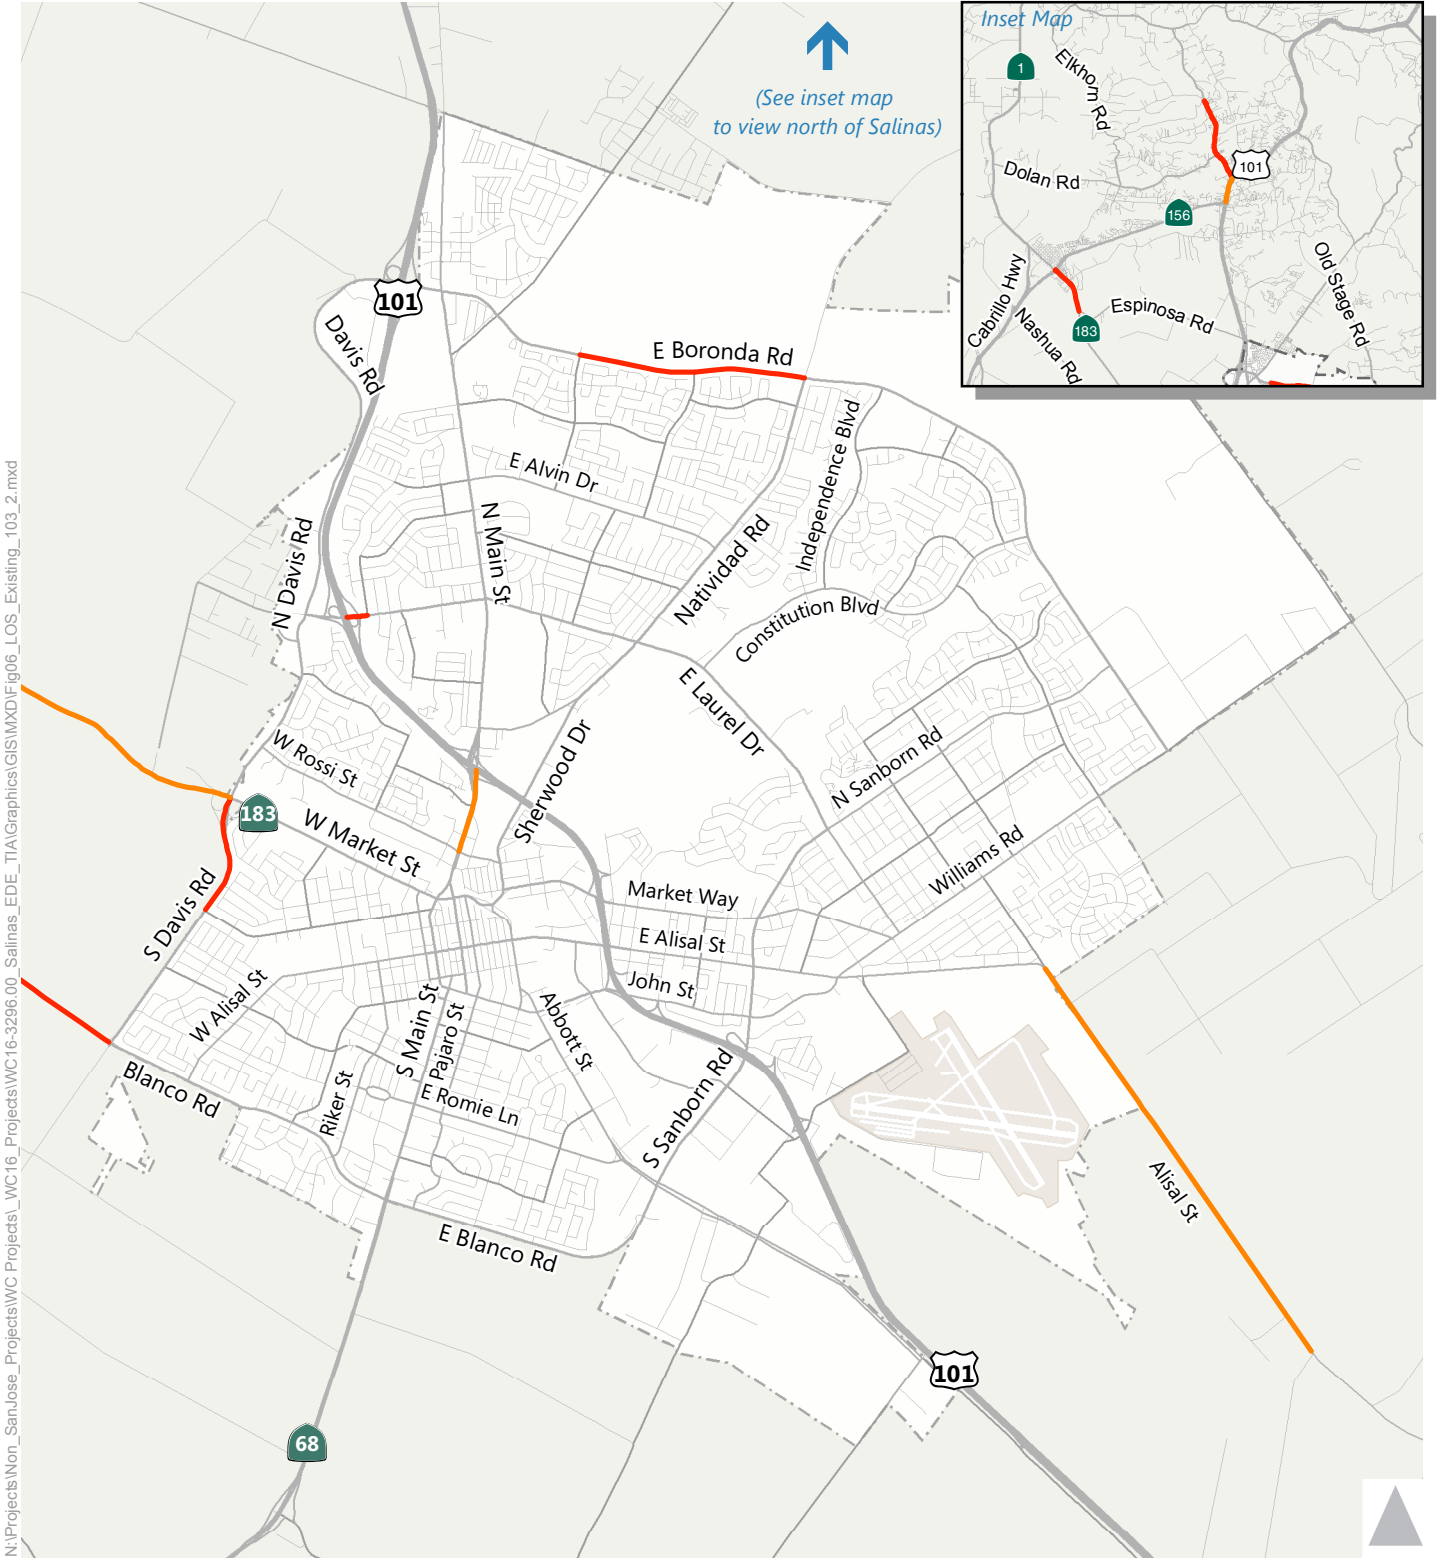 Inset Map
1
Elkhorn Rd
101
Dolan Rd
156
Old Stage Rd
Cabrillo Hwy
Espinosa Rd
183
Nashua Rd
(See inset map
to view north of Salinas)
101
Davis Rd
E Boronda Rd
Independence Blvd
E Alvin Dr
N Main St
N Davis Rd
Natividad Rd
Constitution Blvd
E Laurel Dr
W Rossi St
Sherwood Dr
N Sanborn Rd
183
W Market St
Williams Rd
S Davis Rd
Market Way
E Alisal St
John St
W Alisal St
S Main St
Pajaro St
Abbott St
Blanco Rd
Riker St
E Romie Ln
S Sanborn Rd
Alisal St
E Blanco Rd
101
68
N:\Projects\Non_SanJose_Projects\WC Projects\_WC16_Projects\WC16-3296.00_Salinas_EDE_TIA\Graphics\GIS\MXD\Fig06_LOS_Existing_103_2.mxd